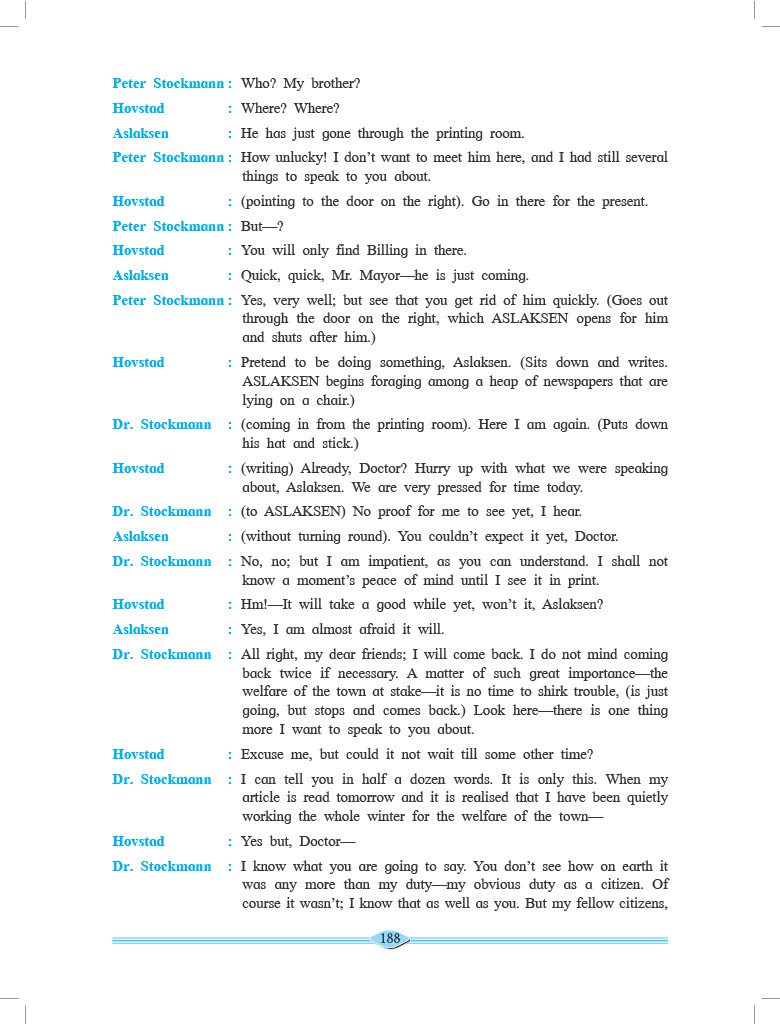 Peter Stockmann : Who? My brother?
Hovstad : Where? Where?
Aslaksen : He has just gone through the printing room.
Peter Stockmann : How unlucky! I don’t want to meet him here, and I had still several
things to speak to you about.
Hovstad : (pointing to the door on the right). Go in there for the present.
Peter Stockmann : But—?
Hovstad : You will only find Billing in there.
Aslaksen : Quick, quick, Mr. Mayor—he is just coming.
Peter Stockmann : Yes, very well; but see that you get rid of him quickly. (Goes out
through the door on the right, which ASLAKSEN opens for him
and shuts after him.)
Hovstad : Pretend to be doing something, Aslaksen. (Sits down and writes.
ASLAKSEN begins foraging among a heap of newspapers that are
lying on a chair.)
Dr. Stockmann : (coming in from the printing room). Here I am again. (Puts down
his hat and stick.)
Hovstad : (writing) Already, Doctor? Hurry up with what we were speaking
about, Aslaksen. We are very pressed for time today.
Dr. Stockmann : (to ASLAKSEN) No proof for me to see yet, I hear.
Aslaksen : (without turning round). You couldn’t expect it yet, Doctor.
Dr. Stockmann : No, no; but I am impatient, as you can understand. I shall not
know a moment’s peace of mind until I see it in print.
Hovstad : Hm!—It will take a good while yet, won’t it, Aslaksen?
Aslaksen : Yes, I am almost afraid it will.
Dr. Stockmann : All right, my dear friends; I will come back. I do not mind coming
back twice if necessary. A matter of such great importance—the
welfare of the town at stake—it is no time to shirk trouble, (is just
going, but stops and comes back.) Look here—there is one thing
more I want to speak to you about.
Hovstad : Excuse me, but could it not wait till some other time?
Dr. Stockmann : I can tell you in half a dozen words. It is only this. When my
article is read tomorrow and it is realised that I have been quietly
working the whole winter for the welfare of the town—
Hovstad : Yes but, Doctor—
Dr. Stockmann : I know what you are going to say. You don’t see how on earth it
was any more than my duty—my obvious duty as a citizen. Of
course it wasn’t; I know that as well as you. But my fellow citizens,
188